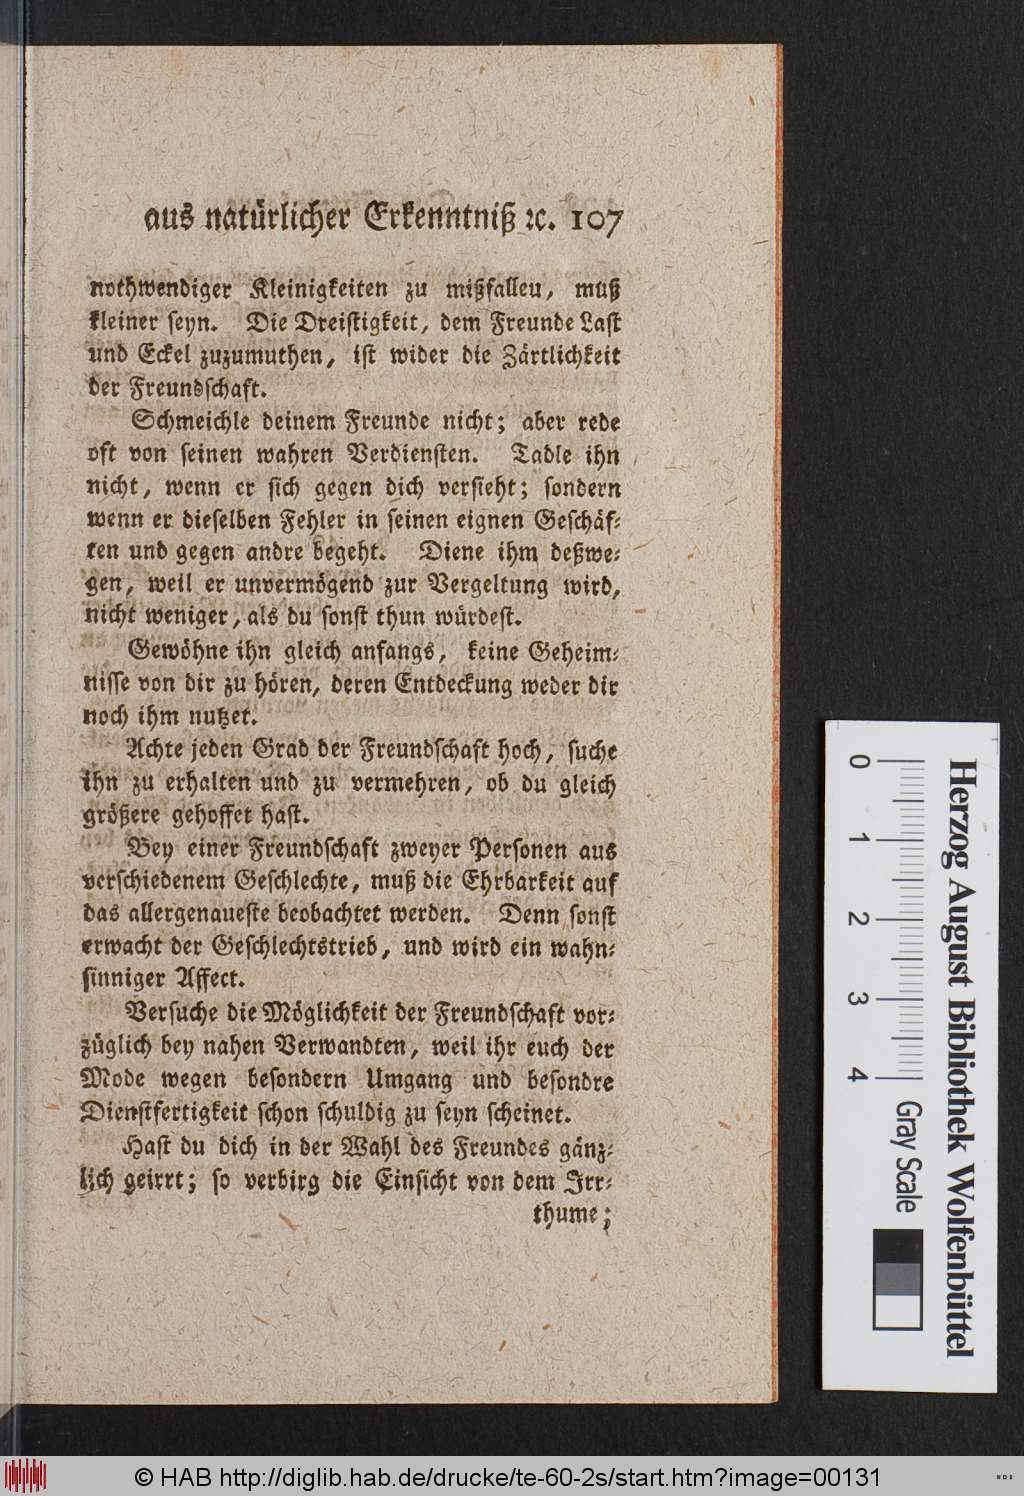 aus natürlicher Erkenntniß ꝛc. 107
nothwendiger Kleinigkeiten zu mißfalleu, muß
kleiner seyn. Die Dreistigkeit, dem Freunde Last
und Eckel zuzumuthen, ist wider die Zärtlichkeit
der Freundschaft.
Schmeichle deinem Freunde nicht; aber rede
oft von seinen wahren Verdiensten. Tadle ihn
nicht, wenn er sich gegen dich versieht; sondern
wenn er dieselben Fehler in seinen eignen Geschäf-
ten und gegen andre begeht. Diene ihm deßwe-
gen, weil er unvermögend zur Vergeltung wird,
nicht weniger, als du sonst thun würdest.
Gewöhne ihn gleich anfangs, keine Geheim-
nisse von dir zu hören, deren Entdeckung weder dir
noch ihm nutzet.
Achte jeden Grad der Freundschaft hoch, suche
ihn zu erhalten und zu vermehren, ob du gleich
größere gehoffet hast.
Bey einer Freundschaft zweyer Personen aus
verschiedenem Geschlechte, muß die Ehrbarkeit auf
das allergenaueste beobachtet werden. Denn sonst
erwacht der Geschlechtstrieb, und wird ein wahn-
sinniger Affect.
Versuche die Möglichkeit der Freundschaft vor-
züglich bey nahen Verwandten, weil ihr euch der
Mode wegen besondern Umgang und besondre
Dienstfertigkeit schon schuldig zu seyn scheinet.
Hast du dich in der Wahl des Freundes gänz-
lich geirrt; so verbirg die Einsicht von dem Irr-
thume;
0 1 2 3 4 Gray Scale
Herzog August Bibliothek Wolfenbüttel
© HAB http://diglib.hab.de/drucke/te-60-2s/start.htm?image=00131